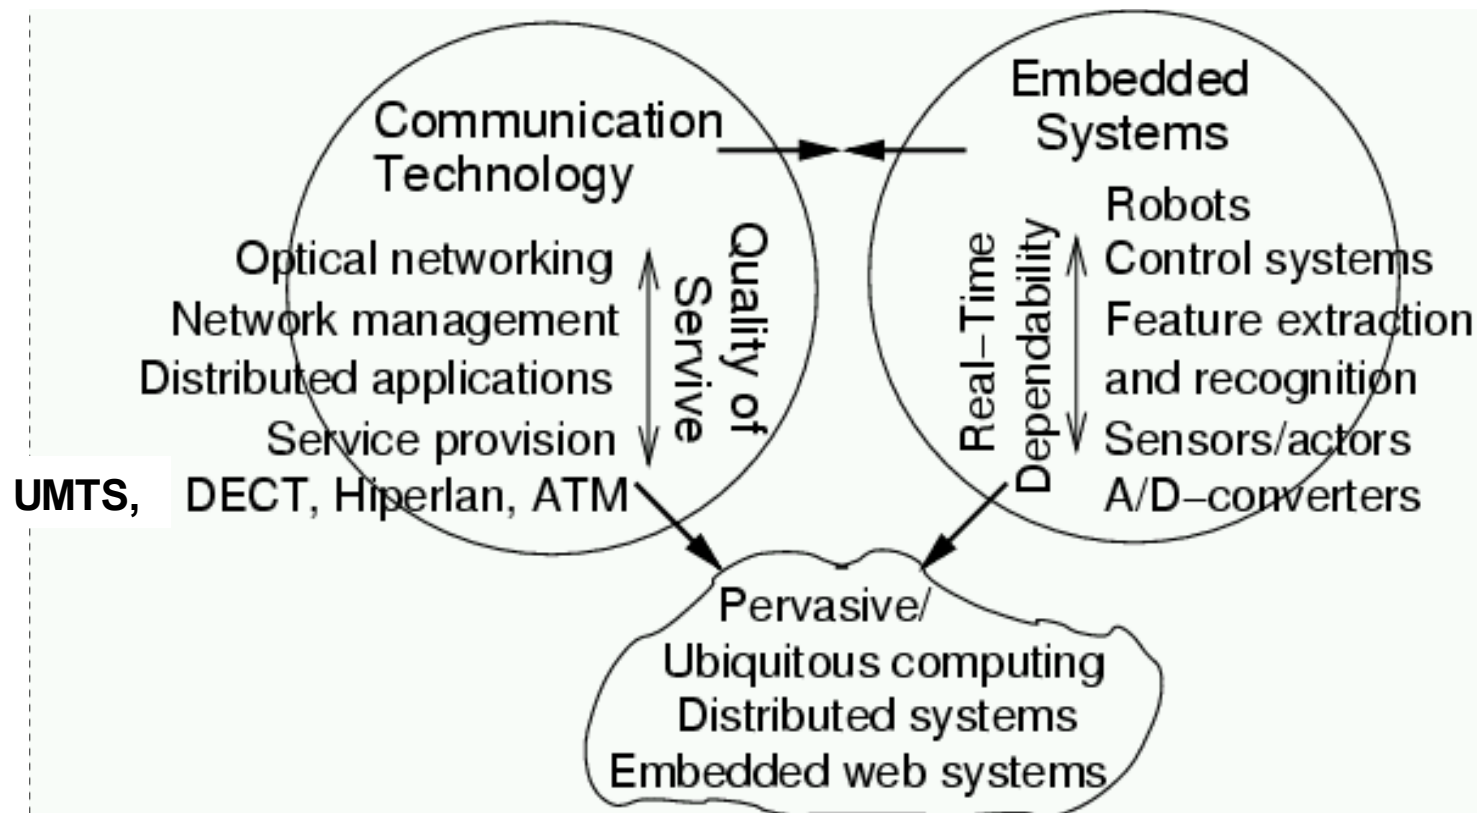 Communication
Technology
Optical networking
Network management
Distributed applications
Service provision
UMTS, DECT, Hiperlan, ATM
Quality of
Servive
Embedded
Systems
Real–Time
Dependability
Robots
Control systems
Feature extraction
and recognition
Sensors/actors
A/D–converters
Pervasive/
Ubiquitous computing
Distributed systems
Embedded web systems